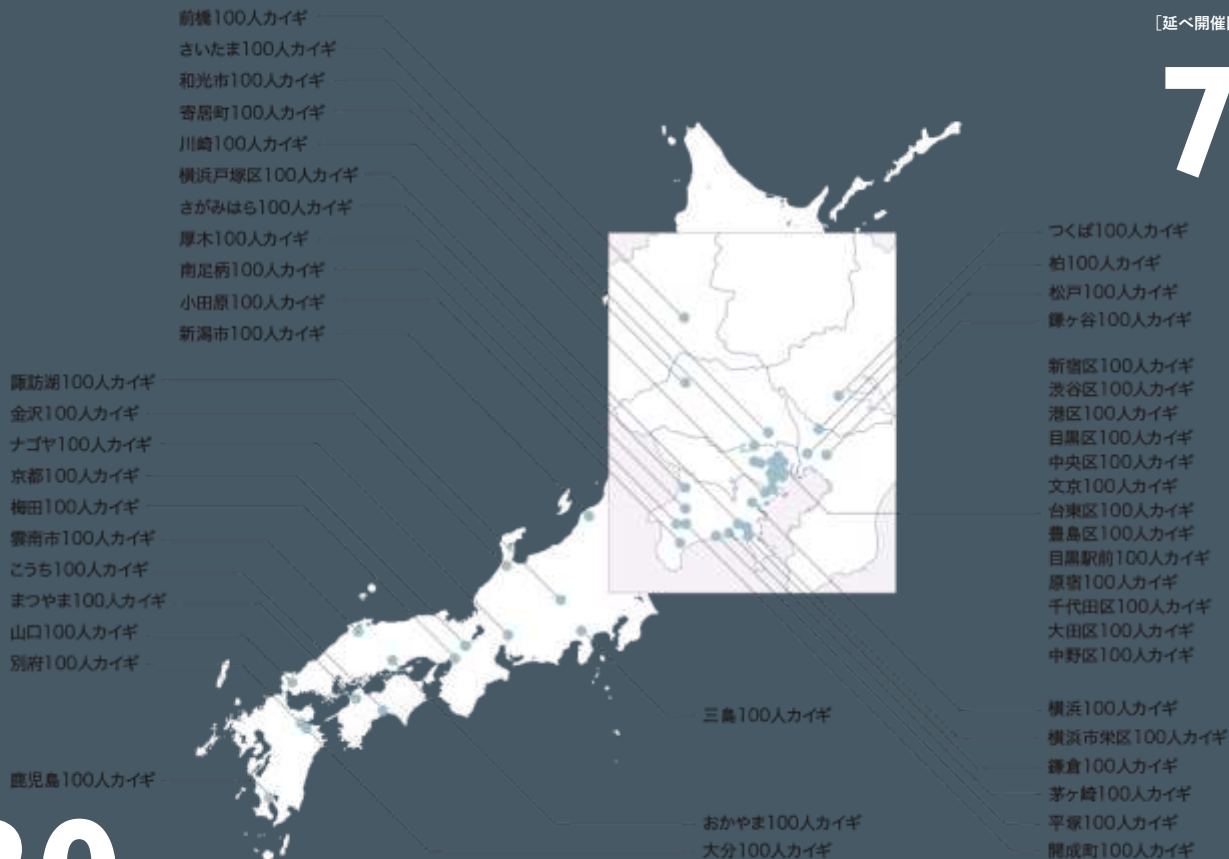 前橋100人カイギ
さいたま100人カイギ
和光市100人カイギ
寄居町100人カイギ
川崎100人カイギ
横浜戸塚区100人カイギ
さがみはら100人カイギ
厚木100人カイギ
南足柄100人カイギ
小田原100人カイギ
新潟市100人カイギ
諏訪湖100人カイギ
金沢100人カイギ
ナゴヤ100人カイギ
京都100人カイギ
梅田100人カイギ
雲南市100人カイギ
こうち100人カイギ
まつやま100人カイギ
山口100人カイギ
別府100人カイギ
鹿児島100人カイギ
三島100人カイギ
おかやま100人カイギ
大分100人カイギ
[延べ開催
7
つくば100人カイギ
柏100人カイギ
松戸100人カイギ
鎌ヶ谷100人カイギ
新宿区100人カイギ
渋谷区100人カイギ
港区100人カイギ
目黒区100人カイギ
中央区100人カイギ
文京100人カイギ
台東区100人カイギ
豊島区100人カイギ
目黒駅前100人カイギ
原宿100人カイギ
千代田区100人カイギ
大田区100人カイギ
中野区100人カイギ
横浜100人カイギ
横浜市栄区100人カイギ
鎌倉100人カイギ
茅ヶ崎100人カイギ
平塚100人カイギ
開成町100人カイギ